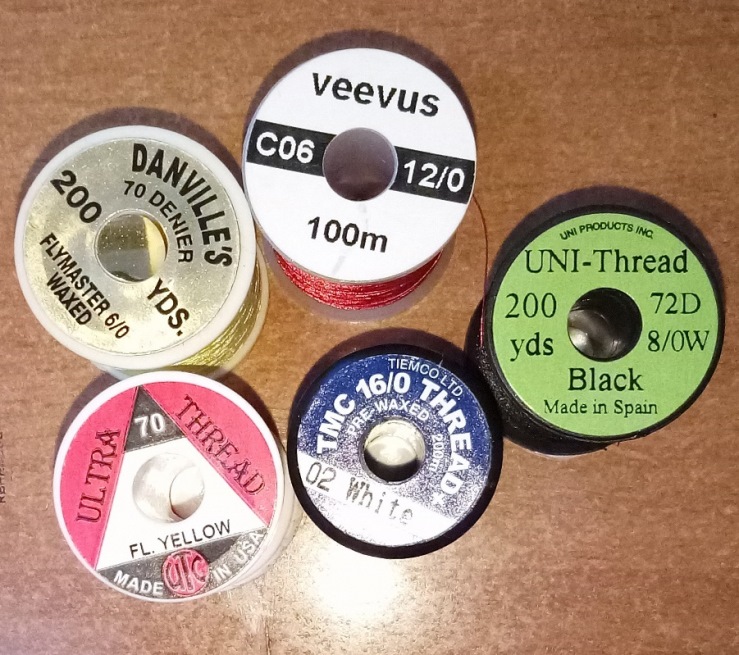 veevus
C06 12/0
100m
DANVILLE'S
70 DENIER
200 YDS.
FLYMASTER 6/0
WAXED
UNI PRODUCTS INC.
UNI-Thread
200 yds
72D
8/0W
Black
Made in Spain
TIEMCO LTD.
TMC 16/0 THREAD
PRE-WAXED 200m
02 White
ULTRA 70 THREAD
FL. YELLOW
MADE UTC IN USA